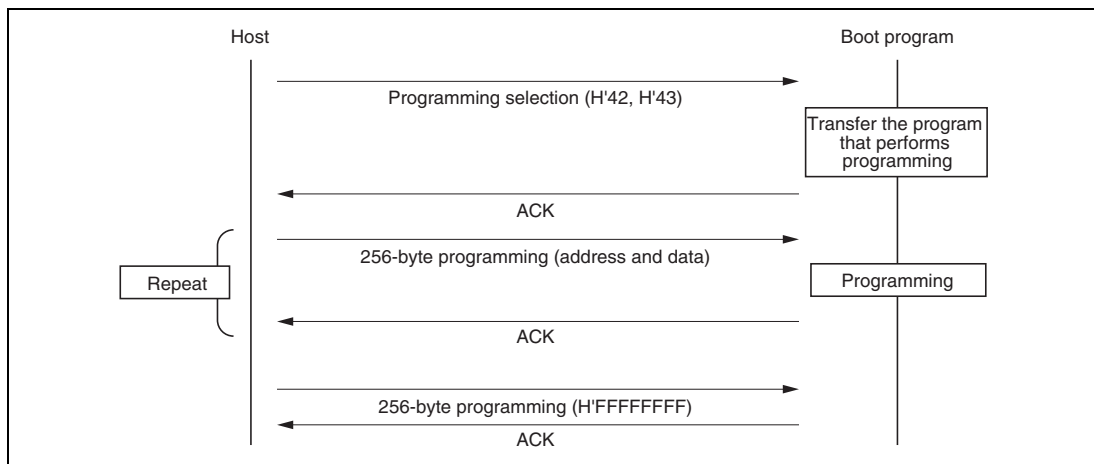 Host
Boot program
Programming selection (H'42, H'43)
Transfer the program
that performs
programming
ACK
256-byte programming (address and data)
Repeat
Programming
ACK
256-byte programming (H'FFFFFFFF)
ACK